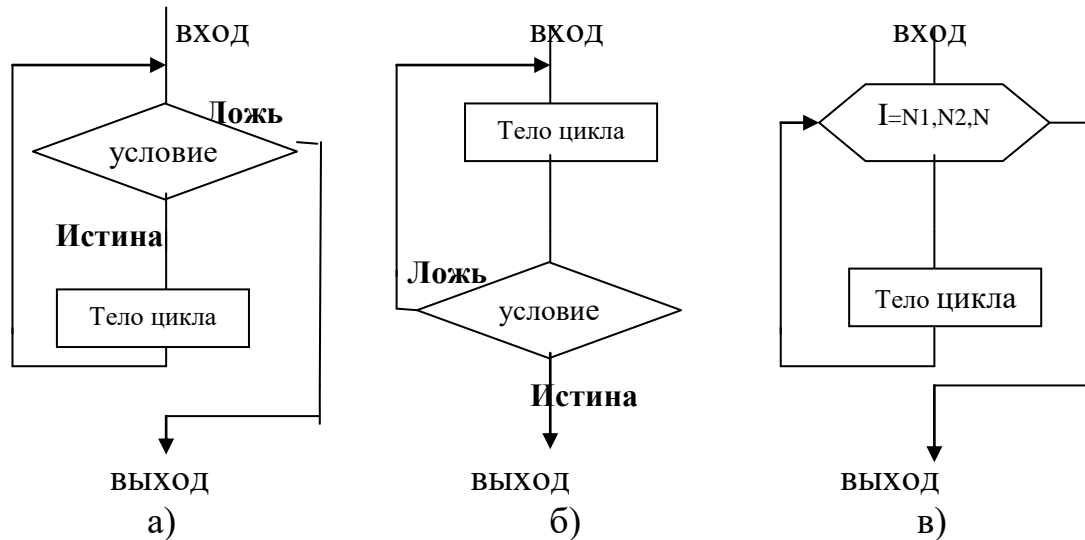 вход
Ложь
условие
Истина
Тело цикла
выход
а)
вход
Тело цикла
Ложь
условие
Истина
выход
б)
вход
I=N1,N2,N
Тело цикла
выход
в)